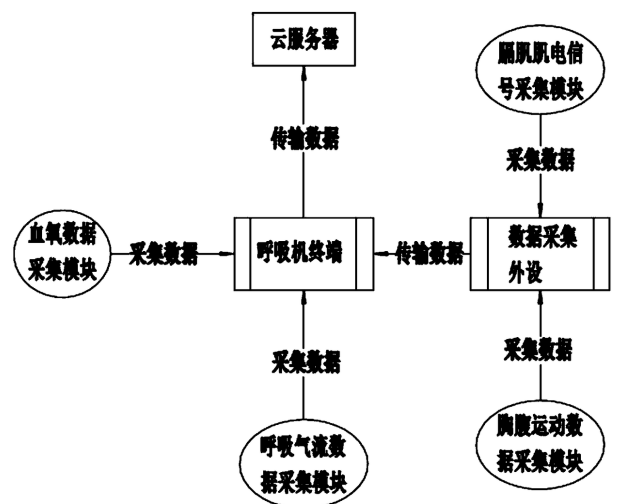 云服务器
膈肌肌电信
号采集模块
传输数据
采集数据
血氧数据
采集模块
采集数据
呼吸机终端
传输数据
数据采集
外设
采集数据
采集数据
呼吸气流数
据采集模块
胸腹运动数
据采集模块